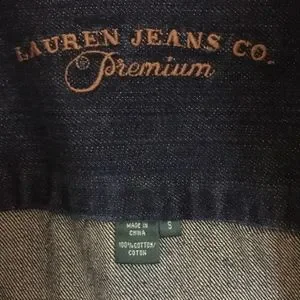 LAUREN JEANS CO.
Premium
MADE IN
CHINA
S
100% COTTON/
COTON